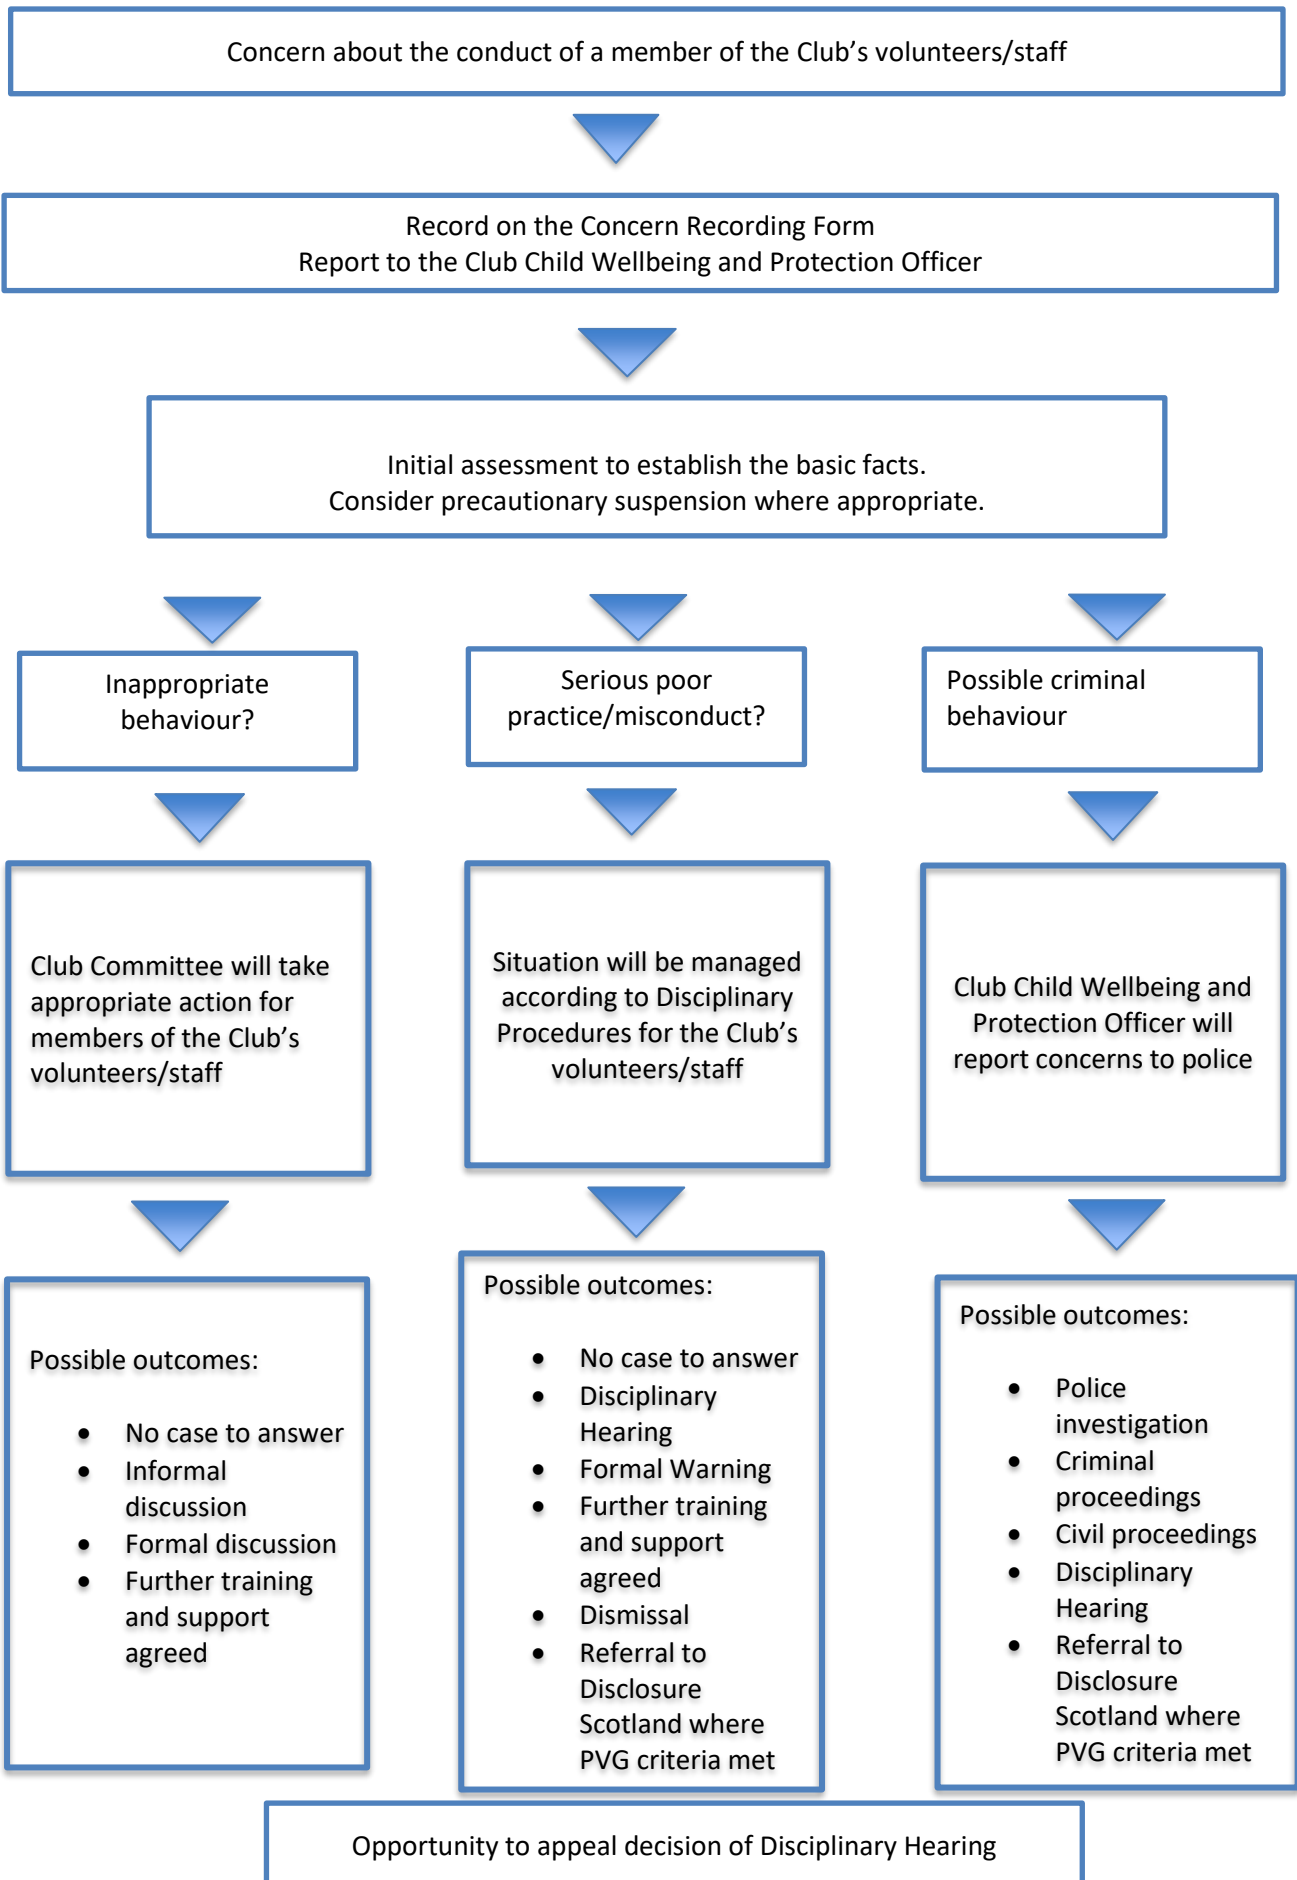 Concern about the conduct of a member of the Club's volunteers/staff
Record on the Concern Recording Form
Report to the Club Child Wellbeing and Protection Officer
Initial assessment to establish the basic facts.
Consider precautionary suspension where appropriate.
Inappropriate
behaviour?
Serious poor
practice/misconduct?
Possible criminal
behaviour
Club Committee will take
appropriate action for
members of the Club's
volunteers/staff
Situation will be managed
according to Disciplinary
Procedures for the Club's
volunteers/staff
Club Child Wellbeing and
Protection Officer will
report concerns to police
Possible outcomes:
• No case to answer
• Informal
discussion
• Formal discussion
• Further training
and support
agreed
Possible outcomes:
• No case to answer
• Disciplinary
Hearing
• Formal Warning
• Further training
and support
agreed
• Dismissal
• Referral to
Disclosure
Scotland where
PVG criteria met
Possible outcomes:
• Police
investigation
• Criminal
proceedings
• Civil proceedings
• Disciplinary
Hearing
• Referral to
Disclosure
Scotland where
PVG criteria met
Opportunity to appeal decision of Disciplinary Hearing